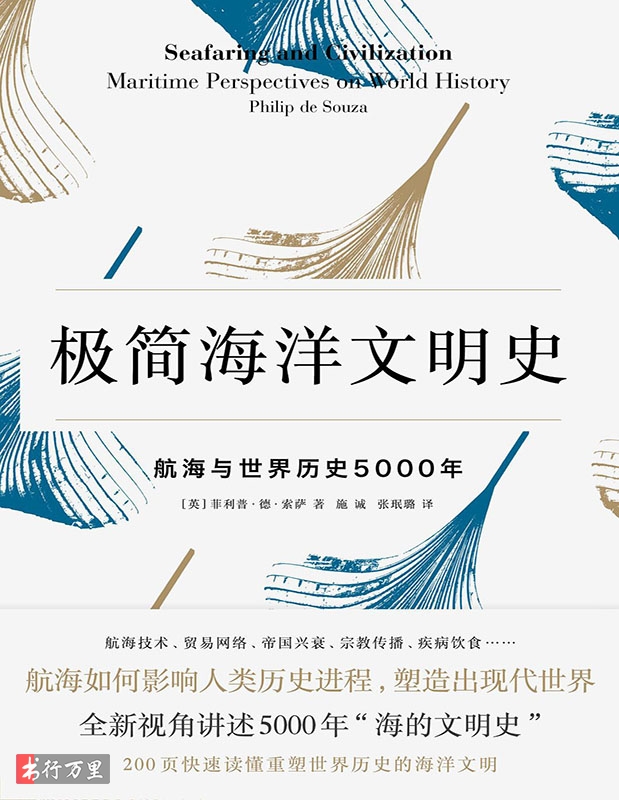 Seafaring and Civilization
Maritime Perspectives on World History
Philip de Souza
极简海洋文明史
航海与世界历史5000年
[英]菲利普·德·索萨 著 施 诚 张珉璐 译
航海技术、贸易网络、帝国兴衰、宗教传播、疾病饮食……
航海如何影响人类历史进程,塑造出现代世界
全新视角讲述5000年“海的文明史”
200页快速读懂重塑世界历史的海洋文明
书行万里